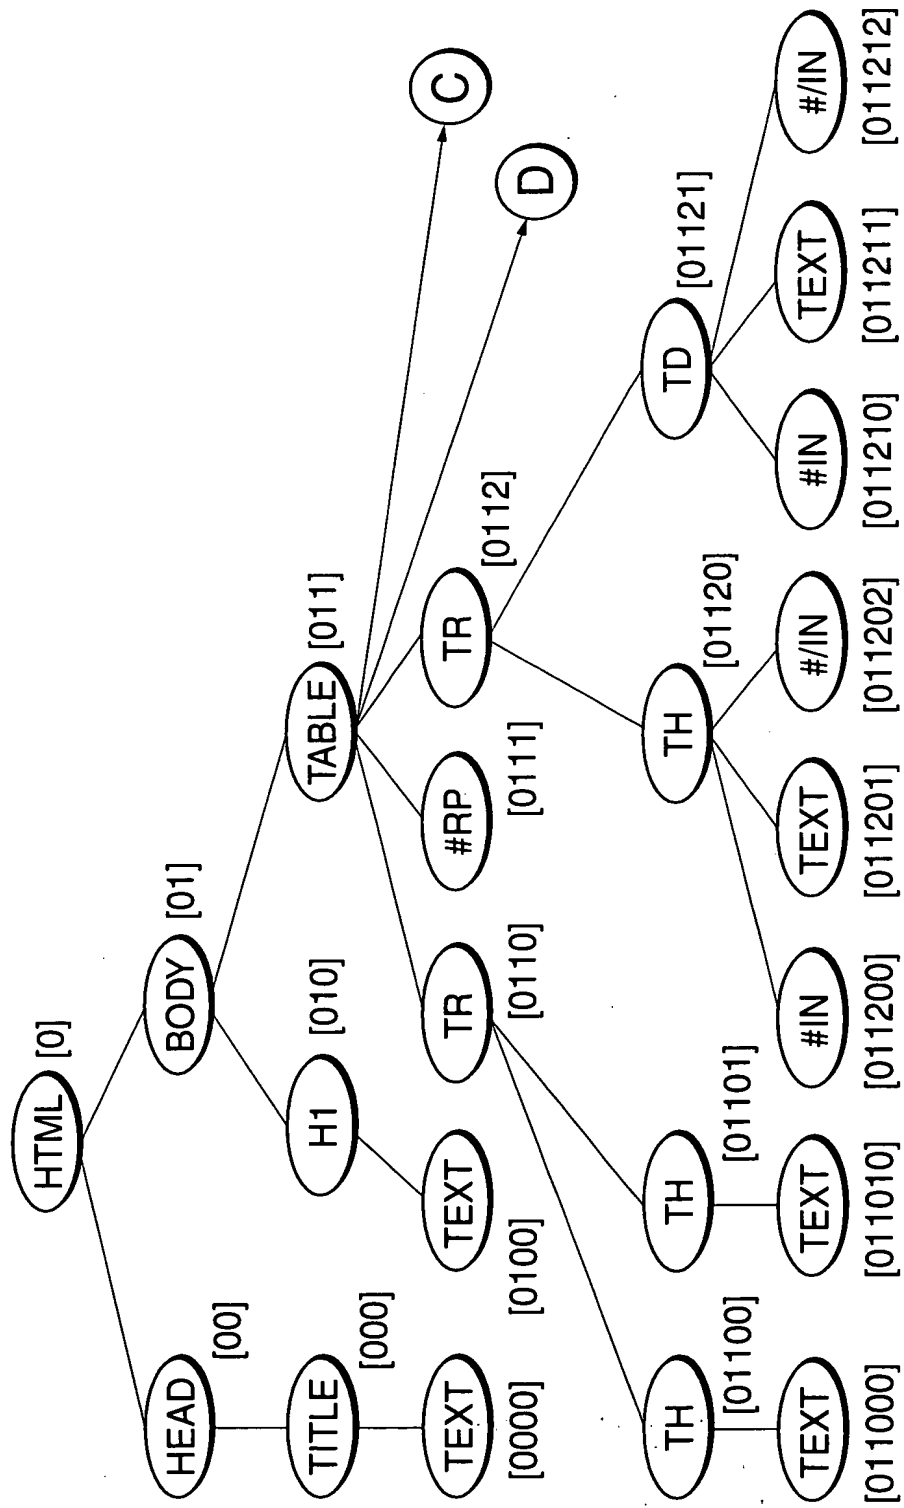 HTML [0]
HEAD [00]
BODY [01]
TITLE [000]
H1 [010]
TABLE [011]
TEXT [0000]
TEXT [0100]
TR [0110]
#RP [0111]
TR [0112]
D
C
TH [01100]
TH [01101]
TH [01120]
TD [01121]
TEXT [011000]
TEXT [011010]
#IN [011200]
TEXT [011201]
#/IN [011202]
#IN [011210]
TEXT [011211]
#/IN [011212]